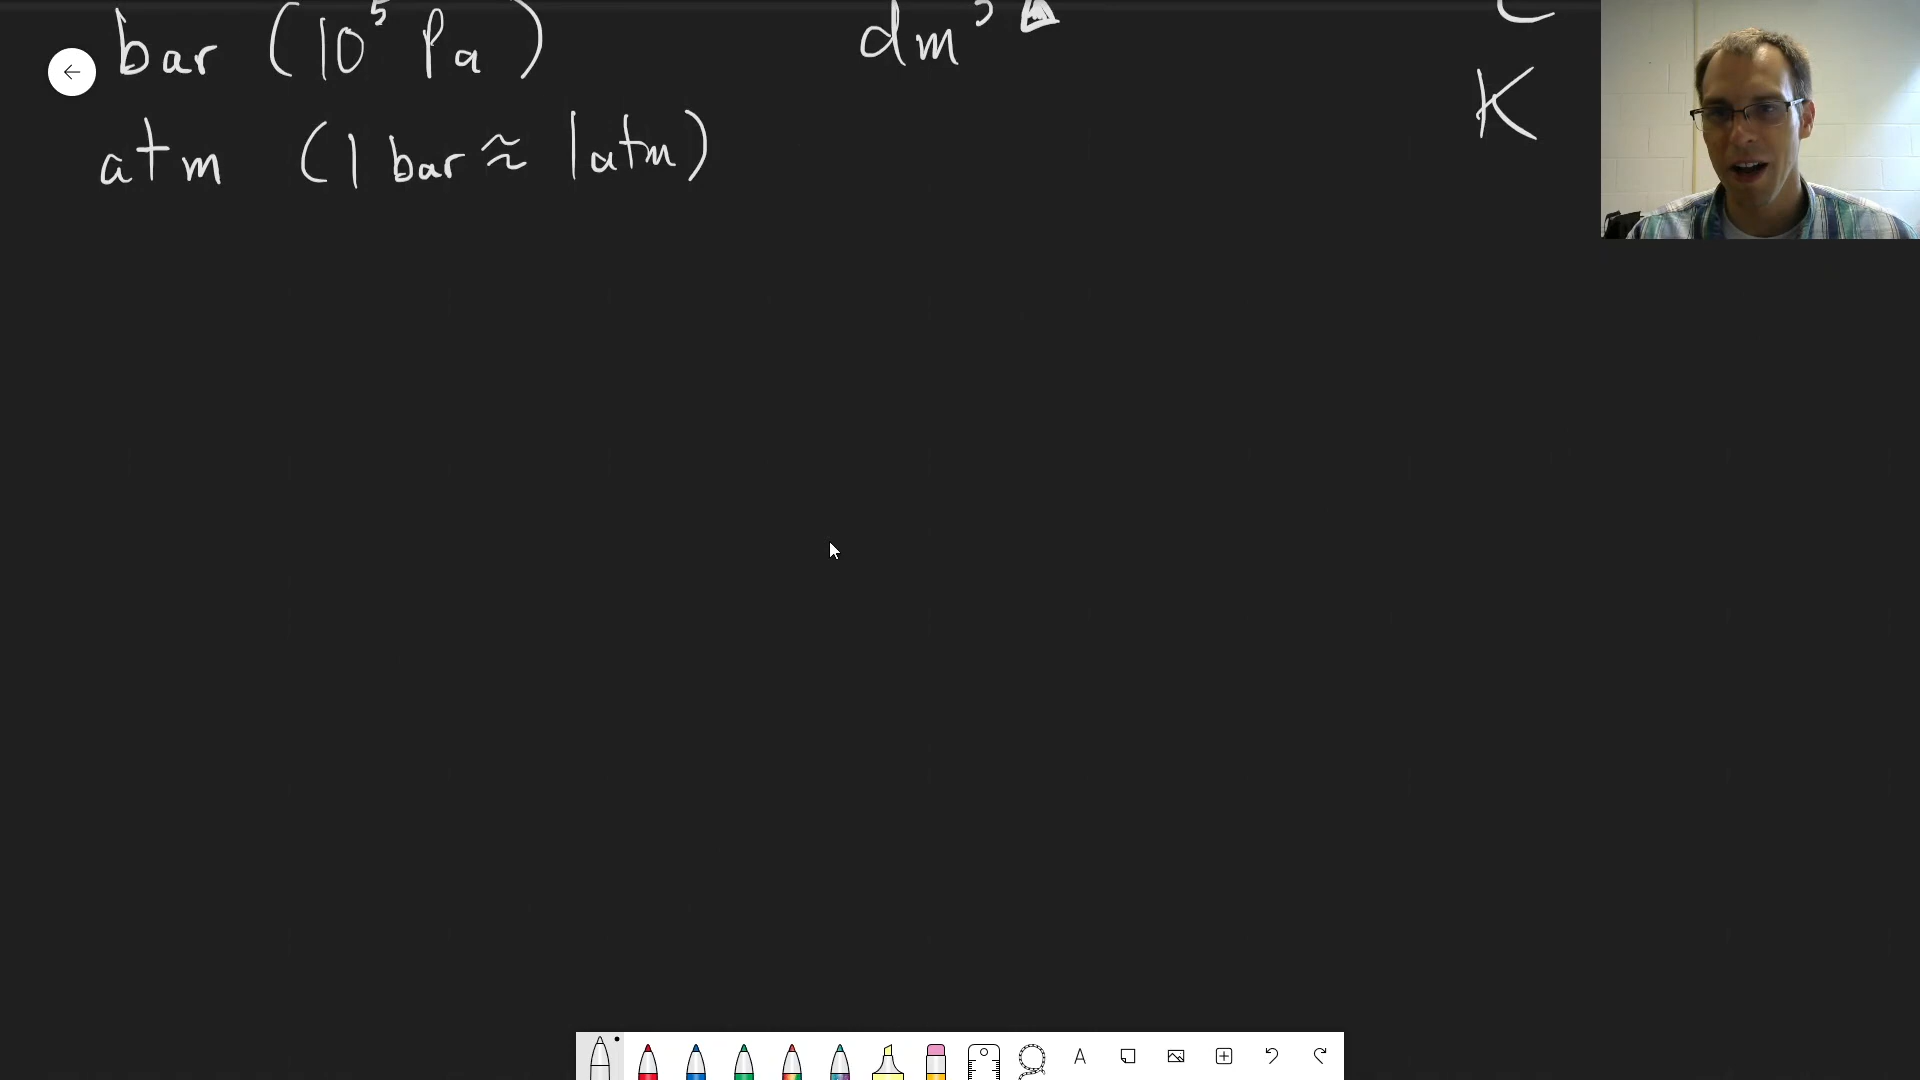 bar (10⁵ Pa)
dm³
atm (1 bar ≈ 1 atm)
K
A